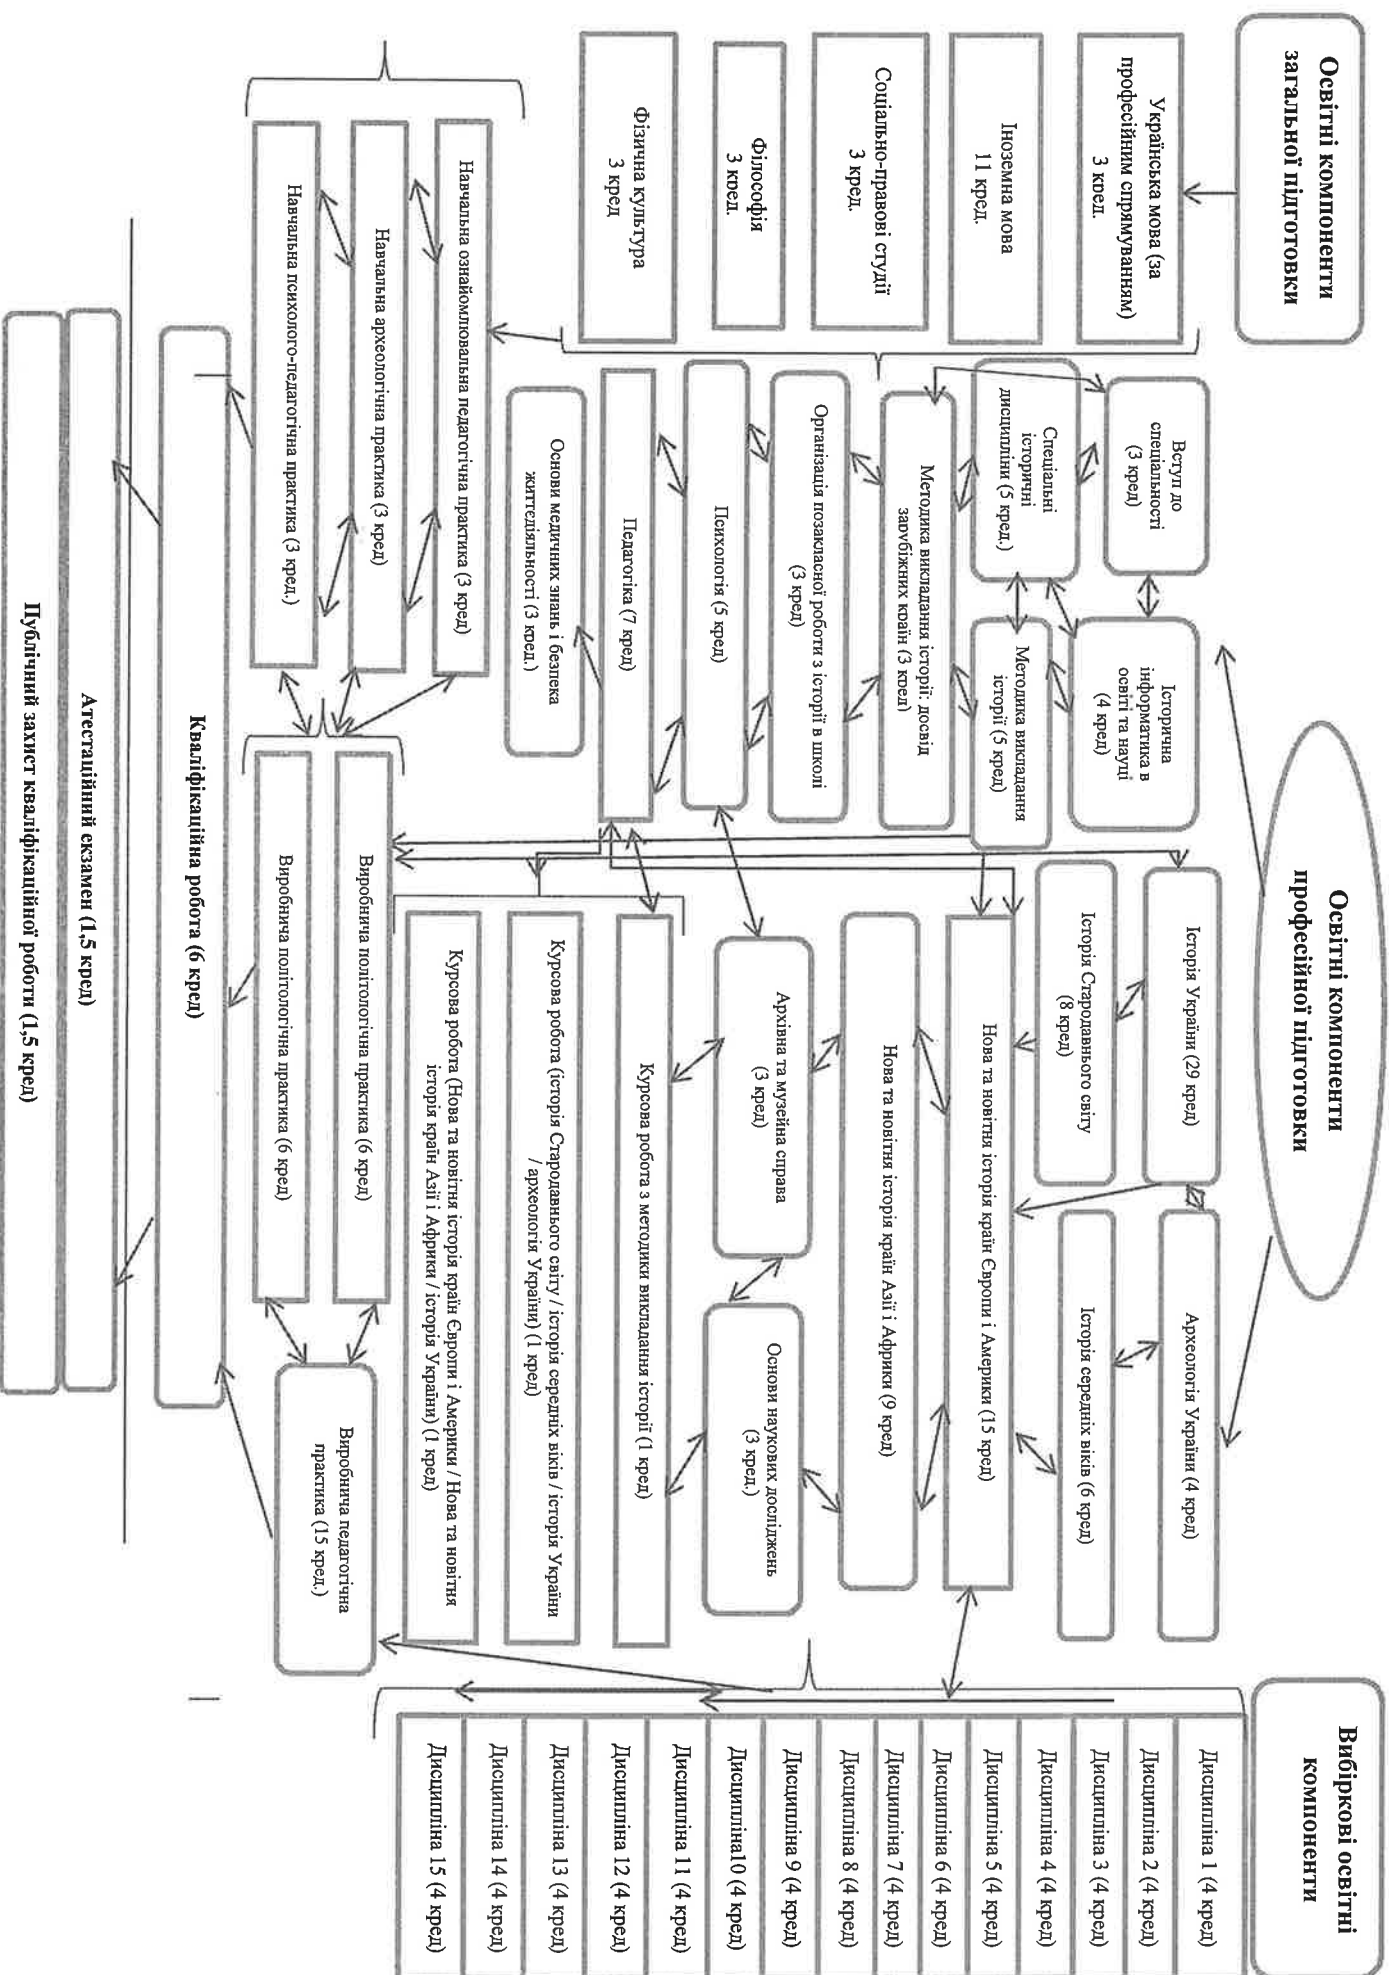 Освітні компоненти
загальної підготовки
Українська мова (за
професійним спрямуванням)
3 кред.
Іноземна мова
11 кред.
Соціально-правові студії
3 кред.
Філософія
3 кред.
Фізична культура
3 кред
Освітні компоненти
професійної підготовки
Вступ до
спеціальності
(3 кред)
Історична
інформатика в
освіті та науці
(4 кред)
Спеціальні
історичні
дисципліни (5 кред.)
Методика викладання
історії (5 кред)
Методика викладання історії: досвід
зарубіжних країн (3 кред)
Організація позакласної роботи з історії в школі
(3 кред)
Психологія (5 кред)
Педагогіка (7 кред)
Основи медичних знань і безпека
життєдіяльності (3 кред.)
Історія України (29 кред)
Археологія України (4 кред)
Історія Стародавнього світу
(8 кред)
Історія середніх віків (6 кред)
Нова та новітня історія країн Європи і Америки (15 кред)
Нова та новітня історія країн Азії і Африки (9 кред)
Архівна та музейна справа
(3 кред)
Основи наукових досліджень
(3 кред.)
Курсова робота з методики викладання історії (1 кред)
Курсова робота (історія Стародавнього світу / історія середніх віків / історія України
/ археологія України) (1 кред)
Курсова робота (Нова та новітня історія країн Європи і Америки / Нова та новітня
історія країн Азії і Африки / історія України) (1 кред)
Вибіркові освітні
компоненти
Дисципліна 1 (4 кред)
Дисципліна 2 (4 кред)
Дисципліна 3 (4 кред)
Дисципліна 4 (4 кред)
Дисципліна 5 (4 кред)
Дисципліна 6 (4 кред)
Дисципліна 7 (4 кред)
Дисципліна 8 (4 кред)
Дисципліна 9 (4 кред)
Дисципліна10 (4 кред)
Дисципліна 11 (4 кред)
Дисципліна 12 (4 кред)
Дисципліна 13 (4 кред)
Дисципліна 14 (4 кред)
Дисципліна 15 (4 кред)
Навчальна ознайомлювальна педагогічна практика (3 кред)
Навчальна археологічна практика (3 кред)
Навчальна психолого-педагогічна практика (3 кред.)
Виробнича політологічна практика (6 кред)
Виробнича політологічна практика (6 кред)
Виробнича педагогічна
практика (15 кред.)
Кваліфікаційна робота (6 кред)
Атестаційний екзамен (1,5 кред)
Публічний захист кваліфікаційної роботи (1,5 кред)